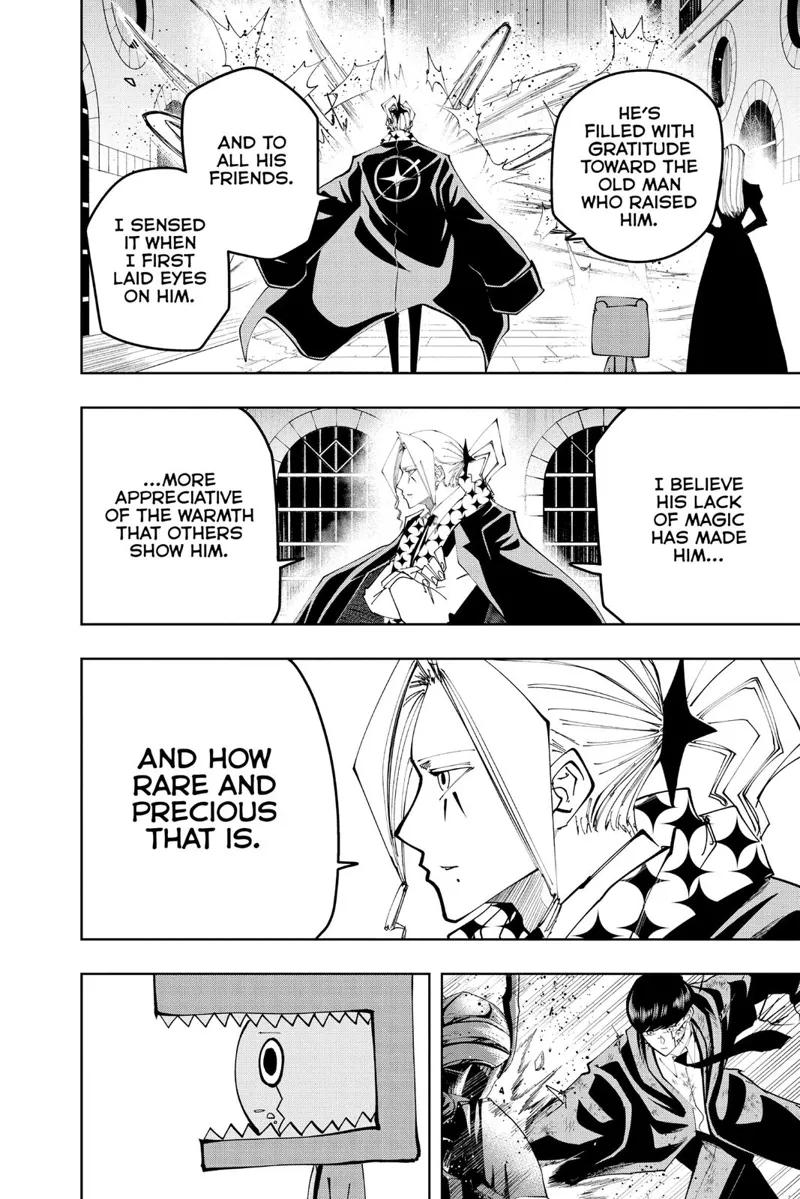 HE'S
FILLED WITH
GRATITUDE
TOWARD THE
OLD MAN
WHO RAISED
HIM.
AND TO
ALL HIS
FRIENDS.
I SENSED
IT WHEN
I FIRST
LAID EYES
ON HIM.
I BELIEVE
HIS LACK
OF MAGIC
HAS MADE
HIM...
...MORE
APPRECIATIVE
OF THE WARMTH
THAT OTHERS
SHOW HIM.
AND HOW
RARE AND
PRECIOUS
THAT IS.